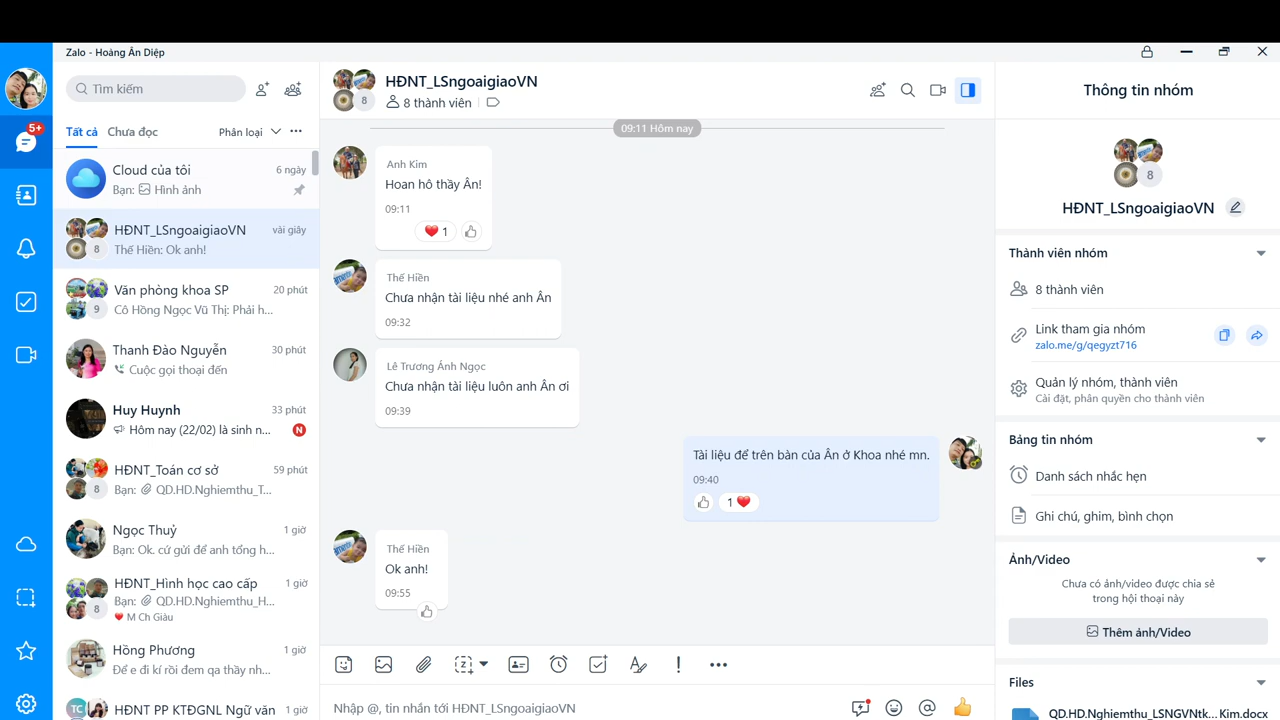 Zalo - Hoàng Ân Diệp
Tìm kiếm
5+
Tất cả Chưa đọc Phân loại
Cloud của tôi 6 ngày
Bạn: Hình ảnh
HĐNT_LSngoaigiaoVN vài giây
8 Thế Hiền: Ok anh!
Văn phòng khoa SP 20 phút
9 Cô Hồng Ngọc Vũ Thị: Phải h...
Thanh Đào Nguyễn 30 phút
Cuộc gọi thoại đến
Huy Huynh 33 phút
Hôm nay (22/02) là sinh n... N
HĐNT_Toán cơ sở 59 phút
8 Bạn: QD.HD.Nghiemthu_T...
Ngọc Thuỷ 1 giờ
Bạn: Ok. cứ gửi để anh tổng h...
HĐNT_Hình học cao cấp 1 giờ
8 Bạn: QD.HD.Nghiemthu_H...
M Ch Giàu
Hồng Phương 1 giờ
Để e đi kí rồi đem qa thầy nh...
TC HĐNT PP KTĐGNL Ngữ văn 1 giờ
HĐNT_LSngoaigiaoVN
8 8 thành viên
09:11 Hôm nay
Anh Kim
Hoan hô thầy Ân!
09:11
1
Thế Hiền
Chưa nhận tài liệu nhé anh Ân
09:32
Lê Trương Ánh Ngọc
Chưa nhận tài liệu luôn anh Ân ơi
09:39
Tài liệu để trên bàn của Ân ở Khoa nhé mn.
09:40
1
Thế Hiền
Ok anh!
09:55
Nhập @, tin nhắn tới HĐNT_LSngoaigiaoVN
Thông tin nhóm
8
HĐNT_LSngoaigiaoVN
Thành viên nhóm
8 thành viên
Link tham gia nhóm
zalo.me/g/qegyzt716
Quản lý nhóm, thành viên
Cài đặt, phân quyền cho thành viên
Bảng tin nhóm
Danh sách nhắc hẹn
Ghi chú, ghim, bình chọn
Ảnh/Video
Chưa có ảnh/video được chia sẻ
trong hội thoại này
Thêm ảnh/Video
Files
QD.HD.Nghiemthu_LSNGVNtk...Kim.docx